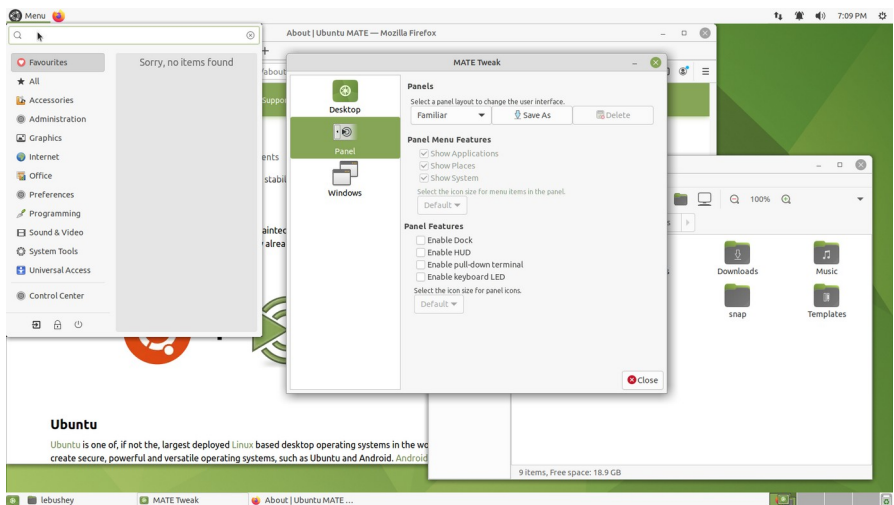 Menu
7:09 PM
Favourites
All
Accessories
Administration
Graphics
Internet
Office
Preferences
Programming
Sound & Video
System Tools
Universal Access
Control Center
Sorry, no items found
About | Ubuntu MATE — Mozilla Firefox
/about
Suppo
ents
stabil
ainted
alrea
Ubuntu
Ubuntu is one of, if not the, largest deployed Linux based desktop operating systems in the wo
create secure, powerful and versatile operating systems, such as Ubuntu and Android. Android
MATE Tweak
Desktop
Panel
Windows
Panels
Select a panel layout to change the user interface.
Familiar
Save As
Delete
Panel Menu Features
Show Applications
Show Places
Show System
Select the icon size for menu items in the panel.
Default
Panel Features
Enable Dock
Enable HUD
Enable pull-down terminal
Enable keyboard LED
Select the icon size for panel icons.
Default
Close
100%
Downloads
Music
snap
Templates
9 items, Free space: 18.9 GB
lebushey
MATE Tweak
About | Ubuntu MATE …